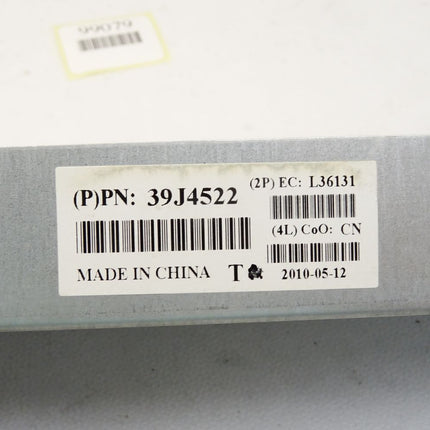 99079
(P)PN: 39J4522
(2P) EC: L36131
(4L) CoO: CN
MADE IN CHINA T
2010-05-12